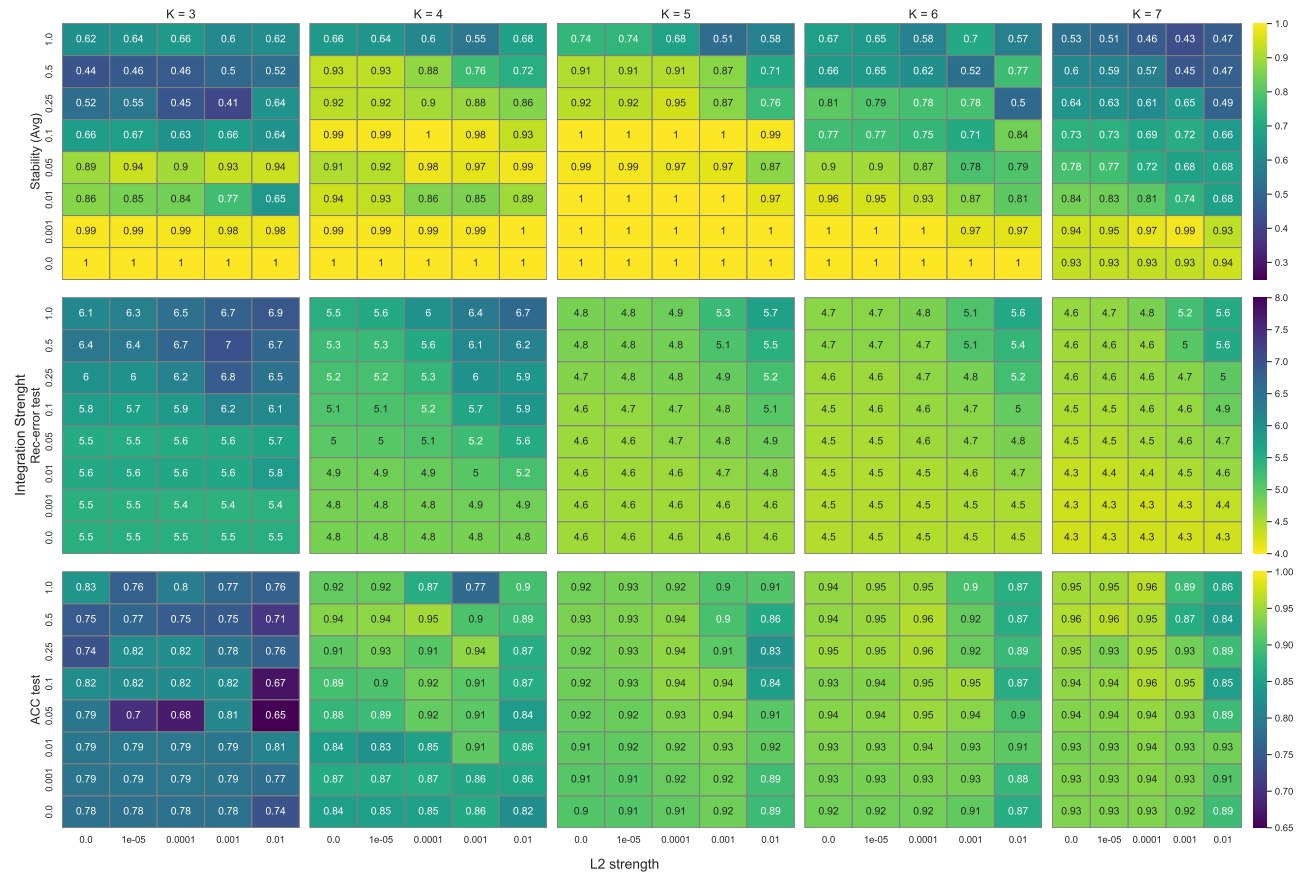 K = 3 K = 4 K = 5 K = 6 K = 7
1.0 0.62 0.64 0.66 0.6 0.62 0.66 0.64 0.6 0.55 0.68 0.74 0.74 0.68 0.51 0.58 0.67 0.65 0.58 0.7 0.57 0.53 0.51 0.46 0.43 0.47 1.0
0.5 0.44 0.46 0.46 0.5 0.52 0.93 0.93 0.88 0.76 0.72 0.91 0.91 0.91 0.87 0.71 0.66 0.65 0.62 0.52 0.77 0.6 0.59 0.57 0.45 0.47 0.9
0.25 0.52 0.55 0.45 0.41 0.64 0.92 0.92 0.9 0.88 0.86 0.92 0.92 0.95 0.87 0.76 0.81 0.79 0.78 0.78 0.5 0.64 0.63 0.61 0.65 0.49 0.8
0.1 0.66 0.67 0.63 0.66 0.64 0.99 0.99 1 0.98 0.93 1 1 1 1 0.99 0.77 0.77 0.75 0.71 0.84 0.73 0.73 0.69 0.72 0.66 0.7
Stability (Avg)
0.05 0.89 0.94 0.9 0.93 0.94 0.91 0.92 0.98 0.97 0.99 0.99 0.99 0.97 0.97 0.87 0.9 0.9 0.87 0.78 0.79 0.78 0.77 0.72 0.68 0.68 0.6
0.01 0.86 0.85 0.84 0.77 0.65 0.94 0.93 0.86 0.85 0.89 1 1 1 1 0.97 0.96 0.95 0.93 0.87 0.81 0.84 0.83 0.81 0.74 0.68 0.5
0.001 0.99 0.99 0.99 0.98 0.98 0.99 0.99 0.99 0.99 1 1 1 1 1 1 1 1 1 0.97 0.97 0.94 0.95 0.97 0.99 0.93 0.4
0.0 1 1 1 1 1 1 1 1 1 1 1 1 1 1 1 1 1 1 1 1 0.93 0.93 0.93 0.93 0.94 0.3
1.0 6.1 6.3 6.5 6.7 6.9 5.5 5.6 6 6.4 6.7 4.8 4.8 4.9 5.3 5.7 4.7 4.7 4.8 5.1 5.6 4.6 4.7 4.8 5.2 5.6 8.0
0.5 6.4 6.4 6.7 7 6.7 5.3 5.3 5.6 6.1 6.2 4.8 4.8 4.8 5.1 5.5 4.6 4.7 4.7 5.1 5.4 4.6 4.6 4.6 5 5.6 7.5
0.25 6 6 6.2 6.8 6.5 5.2 5.2 5.3 6 5.9 4.7 4.8 4.8 4.9 5.2 4.6 4.6 4.7 4.8 5.2 4.6 4.6 4.6 4.7 5 7.0
0.1 5.8 5.7 5.9 6.2 6.1 5.1 5.1 5.2 5.7 5.9 4.6 4.7 4.7 4.8 5.1 4.5 4.6 4.6 4.7 5 4.5 4.5 4.6 4.6 4.9 6.5
Integration Strenght
Rec-error test
6.0
0.05 5.5 5.5 5.6 5.6 5.7 5 5 5.1 5.2 5.6 4.6 4.6 4.7 4.8 4.9 4.5 4.6 4.6 4.7 4.8 4.5 4.5 4.5 4.6 4.7 5.5
0.01 5.6 5.6 5.6 5.6 5.8 4.9 4.9 4.9 5 5.2 4.6 4.6 4.6 4.7 4.8 4.5 4.5 4.5 4.6 4.7 4.3 4.4 4.4 4.5 4.6 5.0
0.001 5.5 5.5 5.4 5.4 5.4 4.8 4.8 4.8 4.9 4.9 4.6 4.6 4.6 4.6 4.6 4.5 4.5 4.5 4.5 4.5 4.3 4.3 4.3 4.3 4.4 4.5
0.0 5.5 5.5 5.5 5.5 5.5 4.8 4.8 4.8 4.8 4.8 4.6 4.6 4.6 4.6 4.6 4.5 4.5 4.5 4.5 4.5 4.3 4.3 4.3 4.3 4.3 4.0
1.0 0.83 0.76 0.8 0.77 0.76 0.92 0.92 0.87 0.77 0.9 0.92 0.93 0.92 0.9 0.91 0.94 0.95 0.95 0.9 0.87 0.95 0.95 0.96 0.89 0.86 1.00
0.5 0.75 0.77 0.75 0.75 0.71 0.94 0.94 0.95 0.9 0.89 0.93 0.93 0.94 0.9 0.86 0.95 0.95 0.96 0.92 0.87 0.96 0.96 0.95 0.87 0.84 0.95
0.25 0.74 0.82 0.82 0.78 0.76 0.91 0.93 0.91 0.94 0.87 0.92 0.93 0.94 0.91 0.83 0.95 0.95 0.96 0.92 0.89 0.94 0.95 0.95 0.93 0.89 0.90
0.1 0.82 0.82 0.82 0.82 0.67 0.89 0.9 0.92 0.91 0.87 0.92 0.93 0.94 0.94 0.84 0.94 0.94 0.95 0.95 0.87 0.94 0.94 0.96 0.95 0.85 0.85
ACC test
0.05 0.79 0.7 0.68 0.81 0.65 0.88 0.89 0.92 0.91 0.84 0.92 0.92 0.93 0.94 0.91 0.94 0.94 0.95 0.94 0.9 0.94 0.94 0.94 0.93 0.89 0.80
0.01 0.79 0.79 0.79 0.79 0.81 0.84 0.83 0.85 0.91 0.86 0.91 0.92 0.92 0.93 0.92 0.93 0.93 0.94 0.93 0.91 0.93 0.93 0.94 0.93 0.93 0.75
0.001 0.79 0.79 0.79 0.79 0.77 0.87 0.87 0.87 0.86 0.86 0.91 0.91 0.92 0.92 0.89 0.93 0.93 0.93 0.93 0.88 0.93 0.94 0.93 0.93 0.91 0.70
0.0 0.78 0.78 0.78 0.78 0.74 0.84 0.85 0.85 0.86 0.82 0.9 0.91 0.91 0.92 0.89 0.92 0.92 0.92 0.91 0.87 0.93 0.93 0.93 0.92 0.89 0.65
0.0 1e-05 0.0001 0.001 0.01 0.0 1e-05 0.0001 0.001 0.01 0.0 1e-05 0.0001 0.001 0.01 0.0 1e-05 0.0001 0.001 0.01 0.0 1e-05 0.0001 0.001 0.01
L2 strength